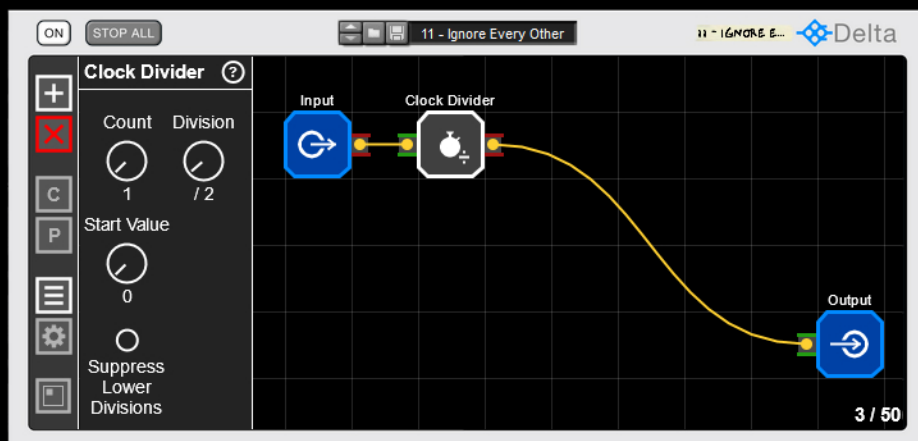 ON
STOP ALL
11 - Ignore Every Other
11 - IGNORE E...
Delta
Clock Divider ?
Count Division
1 / 2
Start Value
0
Suppress
Lower
Divisions
C
P
Input
Clock Divider
÷
Output
3 / 50